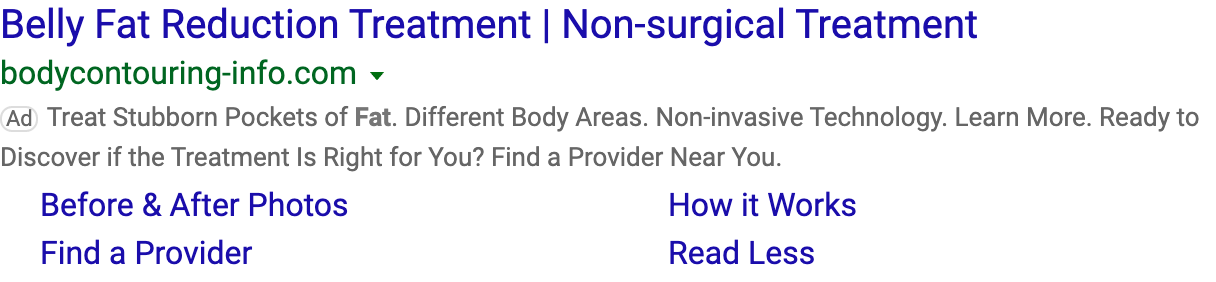 Belly Fat Reduction Treatment | Non-surgical Treatment
bodycontouring-info.com
Ad Treat Stubborn Pockets of Fat. Different Body Areas. Non-invasive Technology. Learn More. Ready to
Discover if the Treatment Is Right for You? Find a Provider Near You.
Before & After Photos
How it Works
Find a Provider
Read Less